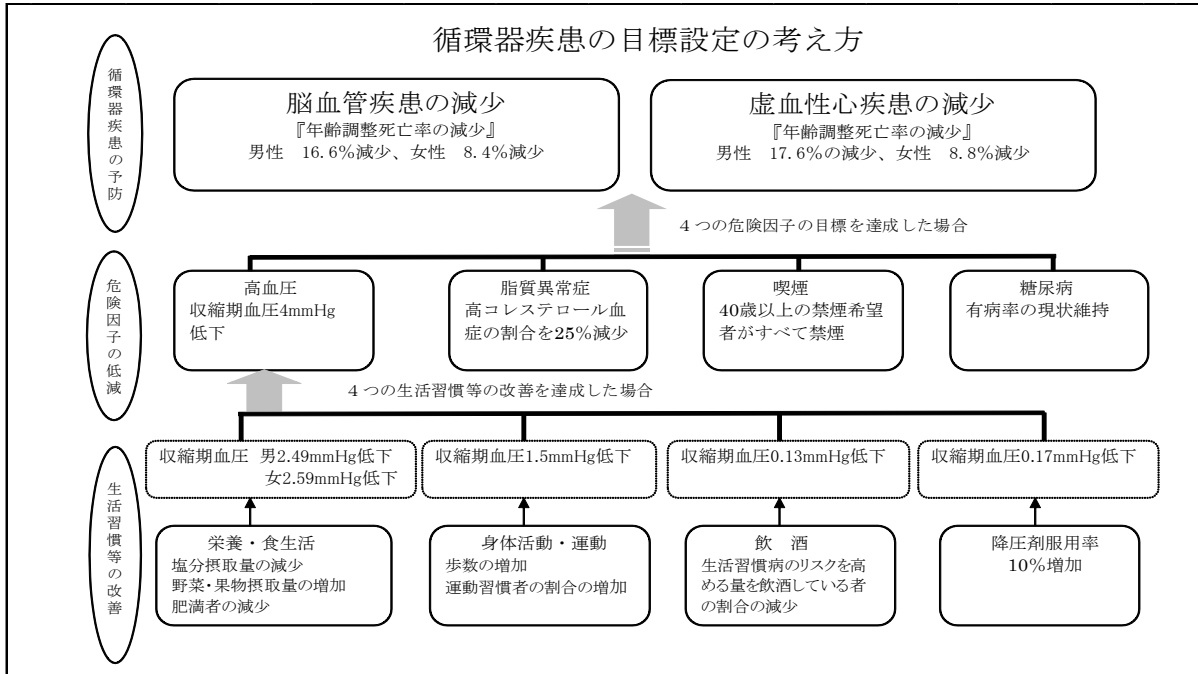 循環器疾患の目標設定の考え方
循環器疾患の予防
脳血管疾患の減少
『年齢調整死亡率の減少』
男性　16.6%減少、女性　8.4%減少
虚血性心疾患の減少
『年齢調整死亡率の減少』
男性　17.6%の減少、女性　8.8%減少
４つの危険因子の目標を達成した場合
危険因子の低減
高血圧
収縮期血圧4mmHg
低下
脂質異常症
高コレステロール血
症の割合を25%減少
喫煙
40歳以上の禁煙希望
者がすべて禁煙
糖尿病
有病率の現状維持
４つの生活習慣等の改善を達成した場合
生活習慣等の改善
収縮期血圧　男2.49mmHg低下
女2.59mmHg低下
収縮期血圧1.5mmHg低下
収縮期血圧0.13mmHg低下
収縮期血圧0.17mmHg低下
栄養・食生活
塩分摂取量の減少
野菜・果物摂取量の増加
肥満者の減少
身体活動・運動
歩数の増加
運動習慣者の割合の増加
飲　酒
生活習慣病のリスクを高
める量を飲酒している者
の割合の減少
降圧剤服用率
10%増加